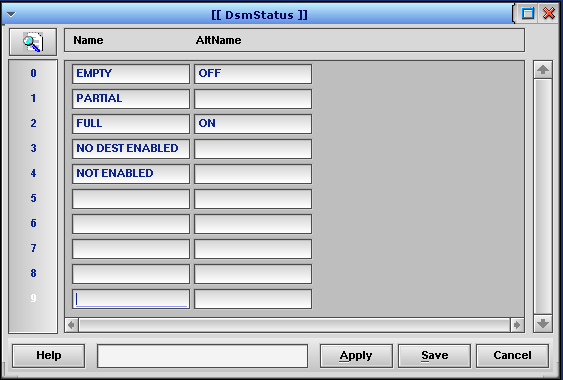 [[ DsmStatus ]]
Name AltName
0 EMPTY OFF
1 PARTIAL
2 FULL ON
3 NO DEST ENABLED
4 NOT ENABLED
5
6
7
8
9
Help Apply Save Cancel